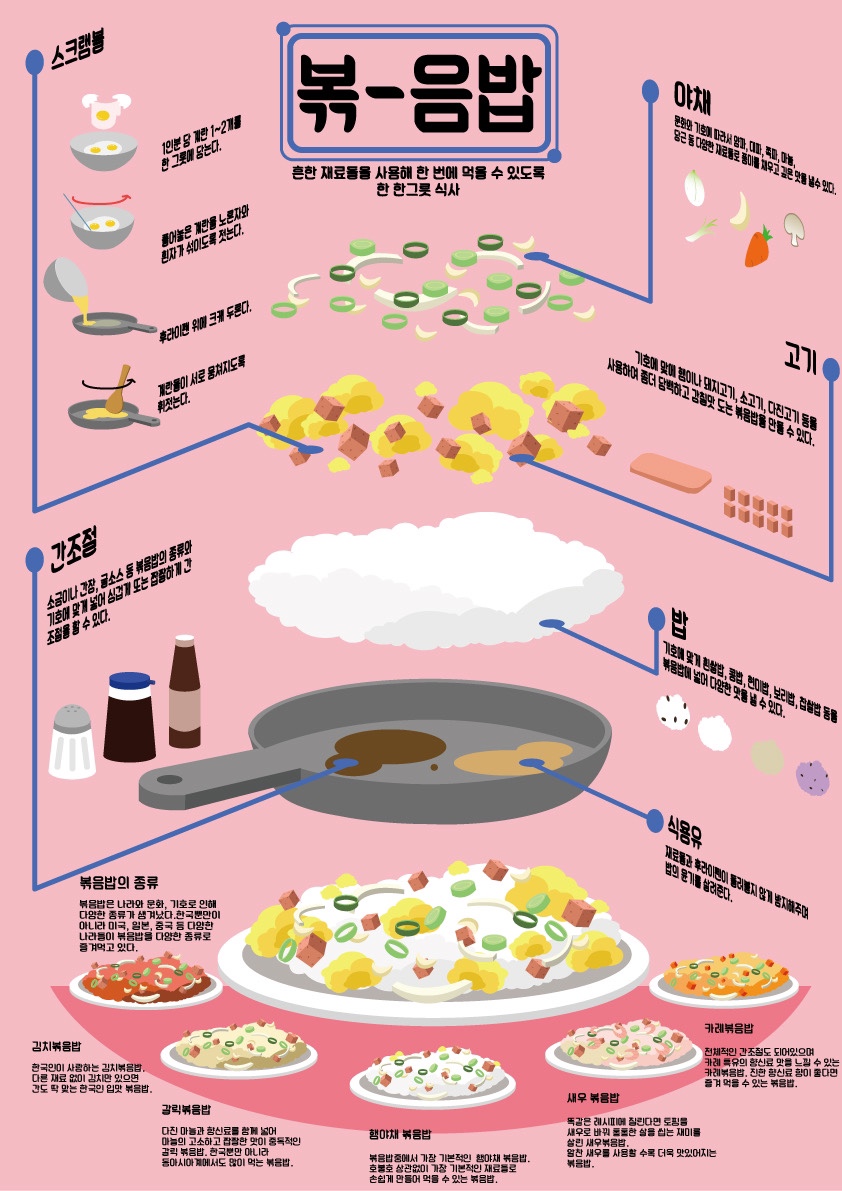 볶-음밥
흔한 재료들을 사용해 한 번에 먹을 수 있도록
한 한그릇 식사
스크램블
1인분 당 계란 1~2개를
한 그릇에 담는다.
풀어놓은 계란을 노른자와
흰자가 섞이도록 젓는다.
후라이팬 위에 크게 두른다.
계란들이 서로 뭉쳐지도록
휘젓는다.
야채
문화와 기호에 따라서 양파, 대파, 쪽파, 마늘,
당근 등 다양한 재료들로 풍미를 채우고 깊은 맛을 낼수 있다.
고기
기호에 맞에 햄이나 돼지고기, 소고기, 다진고기 등을
사용하여 좀더 담백하고 감칠맛 도는 볶음밥을 만들 수 있다.
간조절
소금이나 간장, 굴소스 등 볶음밥의 종류와
기호에 맞게 넣어 싱겁게 또는 짭짤하게 간
조절을 할 수 있다.
밥
기호에 맞게 흰쌀밥, 콩밥, 현미밥, 보리밥, 찹쌀밥 등을
볶음밥에 넣어 다양한 맛을 낼 수 있다.
식용유
재료들과 후라이팬이 눌러붙지 않게 방지해주며
밥의 윤기를 살려준다.
볶음밥의 종류
볶음밥은 나라와 문화, 기호로 인해
다양한 종류가 생겨났다.한국뿐만이
아니라 미국, 일본, 중국 등 다양한
나라들이 볶음밥을 다양한 종류로
즐겨먹고 있다.
김치볶음밥
한국인이 사랑하는 김치볶음밥.
다른 재료 없이 김치만 있으면
간도 딱 맞는 한국인 입맛 볶음밥.
갈릭볶음밥
다진 마늘과 향신료를 함께 넣어
마늘의 고소하고 짭짤한 맛이 중독적인
갈릭 볶음밥. 한국뿐만 아니라
동아시아계에서도 많이 먹는 볶음밥.
햄야채 볶음밥
볶음밥중에서 가장 기본적인 햄야채 볶음밥.
호불호 상관없이 가장 기본적인 재료들로
손쉽게 만들어 먹을 수 있는 볶음밥.
새우 볶음밥
똑같은 레시피에 질린다면 토핑을
새우로 바꿔 통통한 살을 씹는 재미를
살린 새우볶음밥.
알찬 새우를 사용할 수록 더욱 맛있어지는
볶음밥.
카레볶음밥
전체적인 간조절도 되어있으며
카레 특유의 향신료 맛을 느낄 수 있는
카레볶음밥. 진한 향신료 향이 좋다면
즐겨 먹을 수 있는 볶음밥.